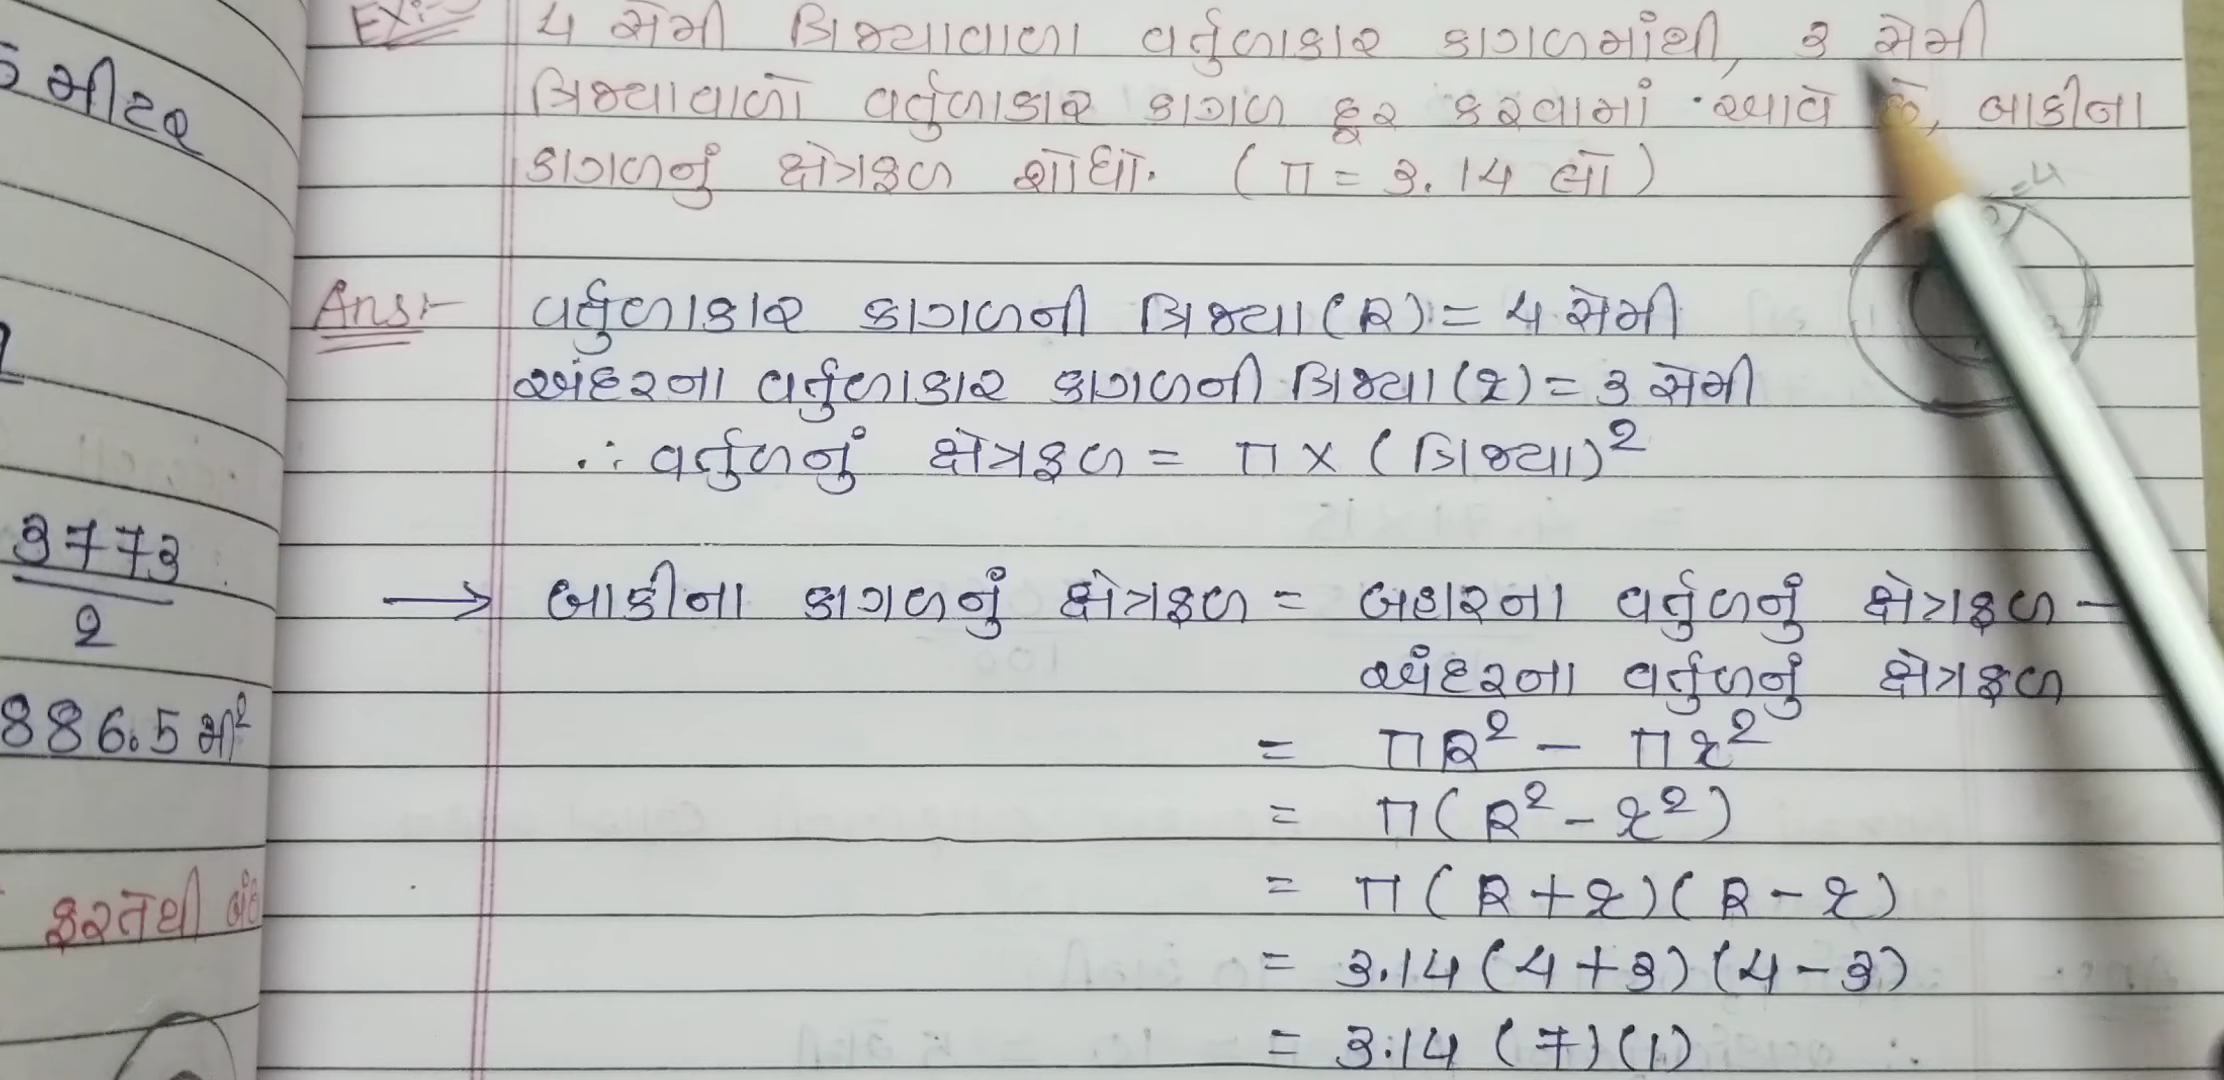 મીટર
3773
2
886.5 મી²
ફરતેથી
Ex:-
4 સેમી ત્રિજ્યાવાળા વર્તુળાકાર કાગળમાંથી, 3 સેમી
ત્રિજ્યાવાળો વર્તુળાકાર કાગળ દૂર કરવામાં આવે છે, બાકીના
કાગળનું ક્ષેત્રફળ શોધો. (π = 3.14 લો)
r=4
Ans:- વર્તુળાકાર કાગળની ત્રિજ્યા (R) = 4 સેમી
અંદરના વર્તુળાકાર કાગળની ત્રિજ્યા (r) = 3 સેમી
∴ વર્તુળનું ક્ષેત્રફળ = π × (ત્રિજ્યા)²
→ બાકીના કાગળનું ક્ષેત્રફળ = બહારના વર્તુળનું ક્ષેત્રફળ –
અંદરના વર્તુળનું ક્ષેત્રફળ
= πR² – πr²
= π(R² – r²)
= π(R + r)(R – r)
= 3.14 (4+3) (4–3)
= 3.14 (7)(1)